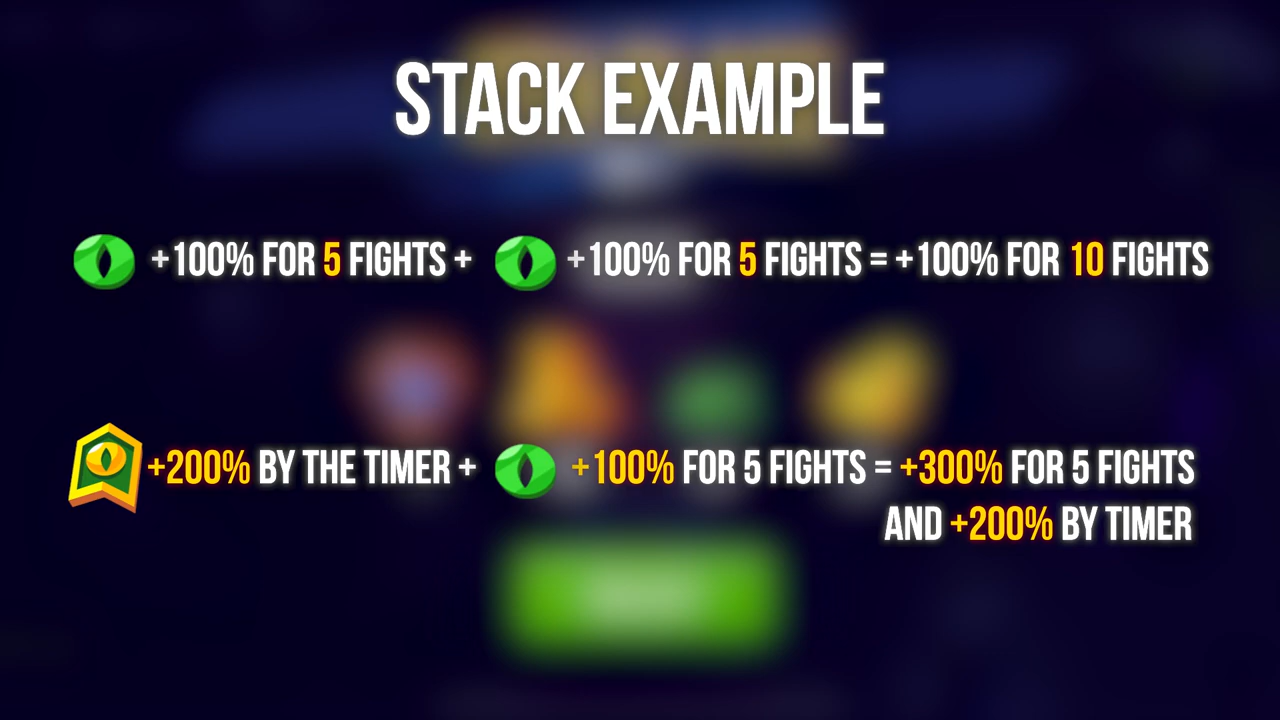 STACK EXAMPLE
+100% FOR 5 FIGHTS + +100% FOR 5 FIGHTS = +100% FOR 10 FIGHTS
+200% BY THE TIMER + +100% FOR 5 FIGHTS = +300% FOR 5 FIGHTS
AND +200% BY TIMER